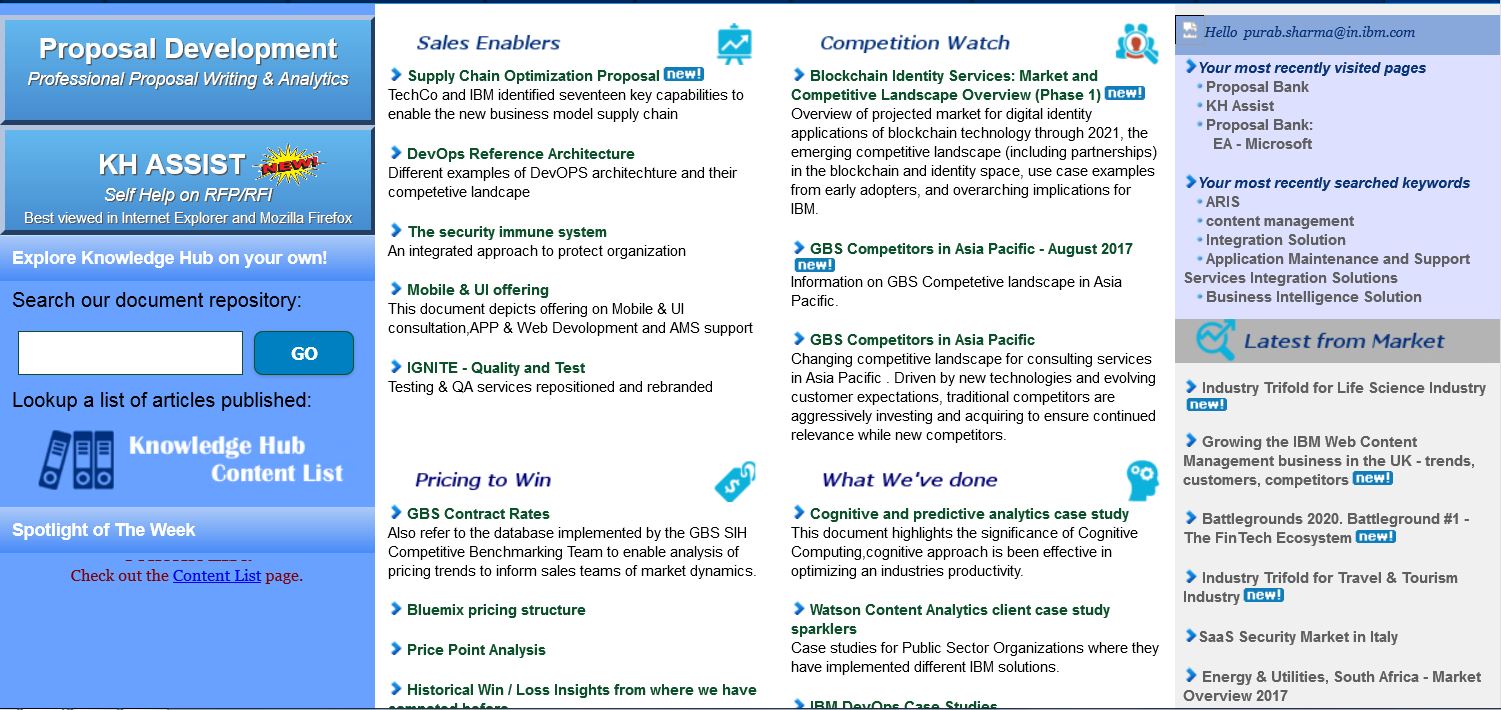 Proposal Development
Professional Proposal Writing & Analytics
KH ASSIST NEW!
Self Help on RFP/RFI
Best viewed in Internet Explorer and Mozilla Firefox
Explore Knowledge Hub on your own!
Search our document repository:
GO
Lookup a list of articles published:
Knowledge Hub
Content List
Spotlight of The Week
Check out the Content List page.
Sales Enablers
Supply Chain Optimization Proposal new!
TechCo and IBM identified seventeen key capabilities to
enable the new business model supply chain
DevOps Reference Architecture
Different examples of DevOPS architechture and their
competetive landcape
The security immune system
An integrated approach to protect organization
Mobile & UI offering
This document depicts offering on Mobile & UI
consultation,APP & Web Devolopment and AMS support
IGNITE - Quality and Test
Testing & QA services repositioned and rebranded
Pricing to Win
GBS Contract Rates
Also refer to the database implemented by the GBS SIH
Competitive Benchmarking Team to enable analysis of
pricing trends to inform sales teams of market dynamics.
Bluemix pricing structure
Price Point Analysis
Historical Win / Loss Insights from where we have
competed before
Competition Watch
Blockchain Identity Services: Market and
Competitive Landscape Overview (Phase 1) new!
Overview of projected market for digital identity
applications of blockchain technology through 2021, the
emerging competitive landscape (including partnerships)
in the blockchain and identity space, use case examples
from early adopters, and overarching implications for
IBM.
GBS Competitors in Asia Pacific - August 2017
new!
Information on GBS Competetive landscape in Asia
Pacific.
GBS Competitors in Asia Pacific
Changing competitive landscape for consulting services
in Asia Pacific . Driven by new technologies and evolving
customer expectations, traditional competitors are
aggressively investing and acquiring to ensure continued
relevance while new competitors.
What We've done
Cognitive and predictive analytics case study
This document highlights the significance of Cognitive
Computing,cognitive approach is been effective in
optimizing an industries productivity.
Watson Content Analytics client case study
sparklers
Case studies for Public Sector Organizations where they
have implemented different IBM solutions.
IBM DevOps Case Studies
Hello purab.sharma@in.ibm.com
Your most recently visited pages
Proposal Bank
KH Assist
Proposal Bank:
EA - Microsoft
Your most recently searched keywords
ARIS
content management
Integration Solution
Application Maintenance and Support
Services Integration Solutions
Business Intelligence Solution
Latest from Market
Industry Trifold for Life Science Industry
new!
Growing the IBM Web Content
Management business in the UK - trends,
customers, competitors new!
Battlegrounds 2020. Battleground #1 -
The FinTech Ecosystem new!
Industry Trifold for Travel & Tourism
Industry new!
SaaS Security Market in Italy
Energy & Utilities, South Africa - Market
Overview 2017